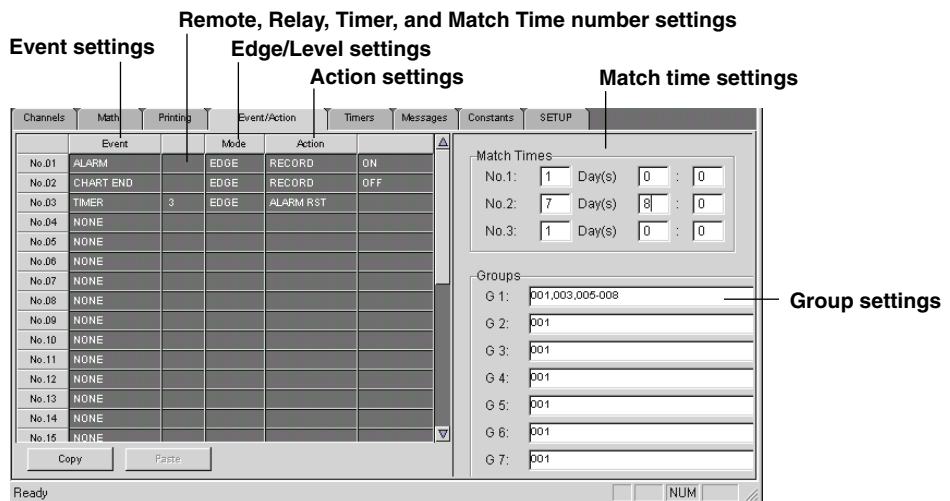 Remote, Relay, Timer, and Match Time number settings
Event settings
Edge/Level settings
Action settings
Match time settings
Channels Math Printing Event/Action Timers Messages Constants SETUP
Event Mode Action
No.01 ALARM EDGE RECORD ON
No.02 CHART END EDGE RECORD OFF
No.03 TIMER 3 EDGE ALARM RST
No.04 NONE
No.05 NONE
No.06 NONE
No.07 NONE
No.08 NONE
No.09 NONE
No.10 NONE
No.11 NONE
No.12 NONE
No.13 NONE
No.14 NONE
No.15 NONE
Copy Paste
Match Times
No.1: 1 Day(s) 0 : 0
No.2: 7 Day(s) 8 : 0
No.3: 1 Day(s) 0 : 0
Groups
G 1: 001,003,005-008
Group settings
G 2: 001
G 3: 001
G 4: 001
G 5: 001
G 6: 001
G 7: 001
Ready NUM